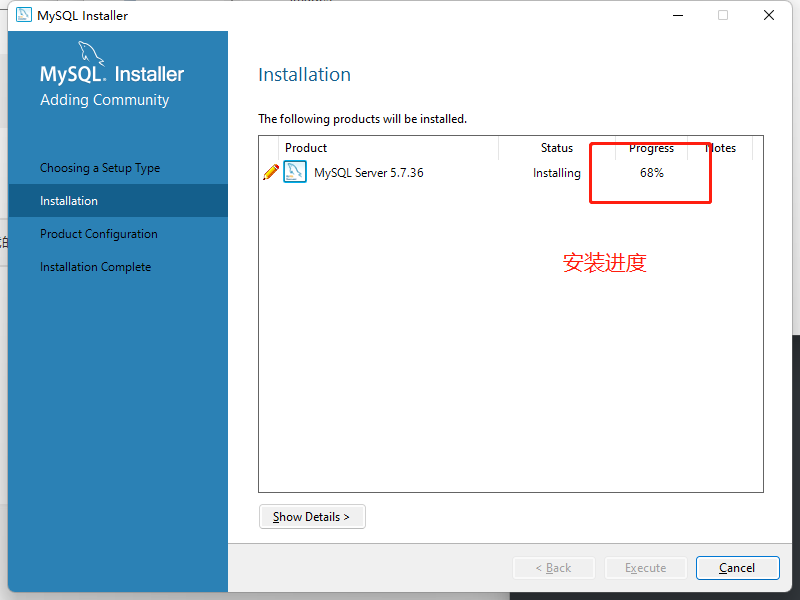 MySQL Installer
MySQL. Installer
Adding Community
Choosing a Setup Type
Installation
Product Configuration
Installation Complete
Installation
The following products will be installed.
Product Status Progress Notes
MySQL Server 5.7.36 Installing 68%
安装进度
Show Details >
< Back Execute Cancel